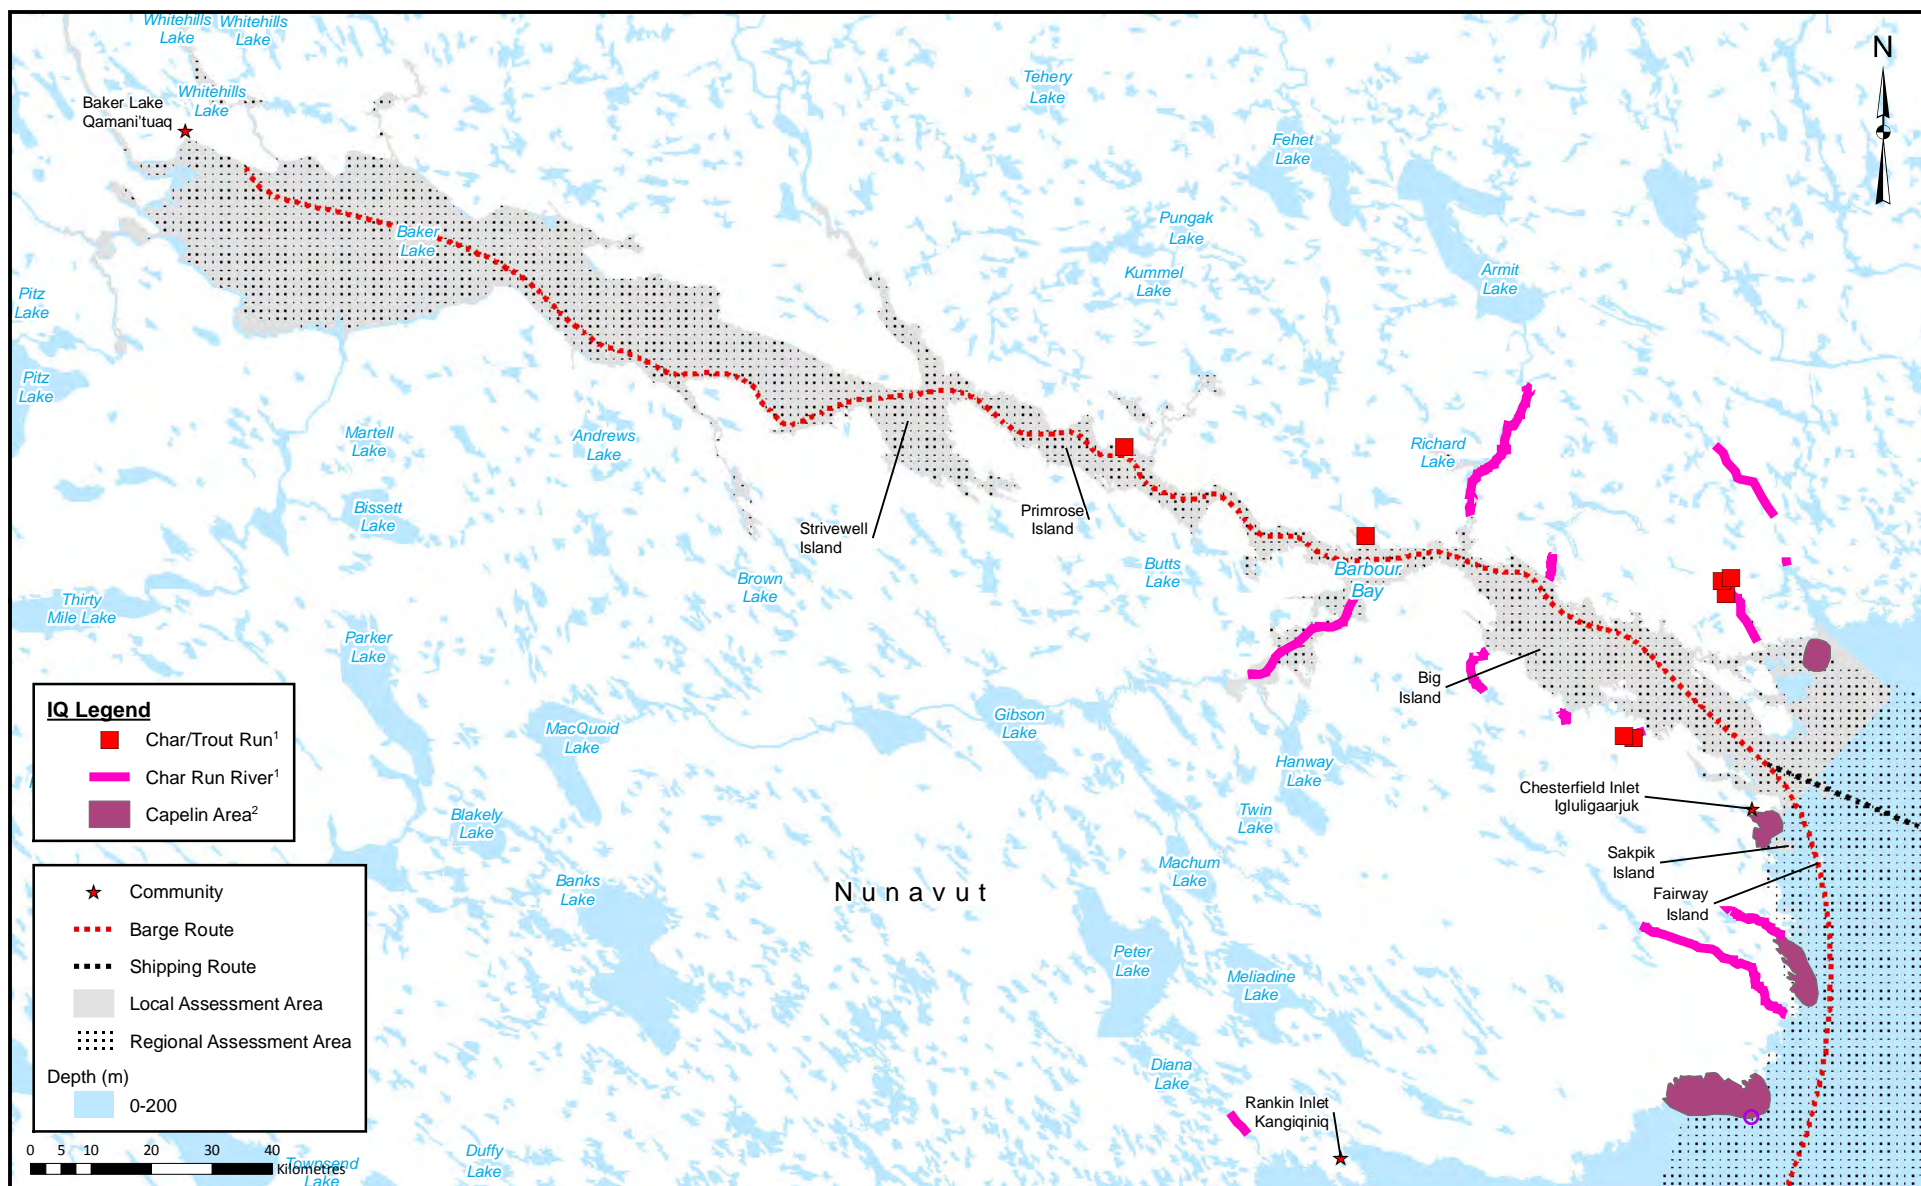 Whitehills
Lake
Whitehills
Lake
Whitehills
Lake
Baker Lake
Qamani'tuaq
Tehery
Lake
Fehet
Lake
N
Pungak
Lake
Baker
Lake
Kummel
Lake
Armit
Lake
Pitz
Lake
Pitz
Lake
Martell
Lake
Andrews
Lake
Richard
Lake
Bissett
Lake
Strivewell
Island
Primrose
Island
Brown
Lake
Butts
Lake
Barbour
Bay
Thirty
Mile Lake
Parker
Lake
Big
Island
MacQuoid
Lake
Gibson
Lake
Hanway
Lake
Chesterfield Inlet
Igluligaarjuk
Twin
Lake
Blakely
Lake
Machum
Lake
Sakpik
Island
Banks
Lake
Nunavut
Fairway
Island
Peter
Lake
Meliadine
Lake
Diana
Lake
Rankin Inlet
Kangiqiniq
Duffy
Lake
Townsend
Lake
IQ Legend
Char/Trout Run1
Char Run River1
Capelin Area2
Community
Barge Route
Shipping Route
Local Assessment Area
Regional Assessment Area
Depth (m)
0-200
0 5 10 20 30 40
Kilometres